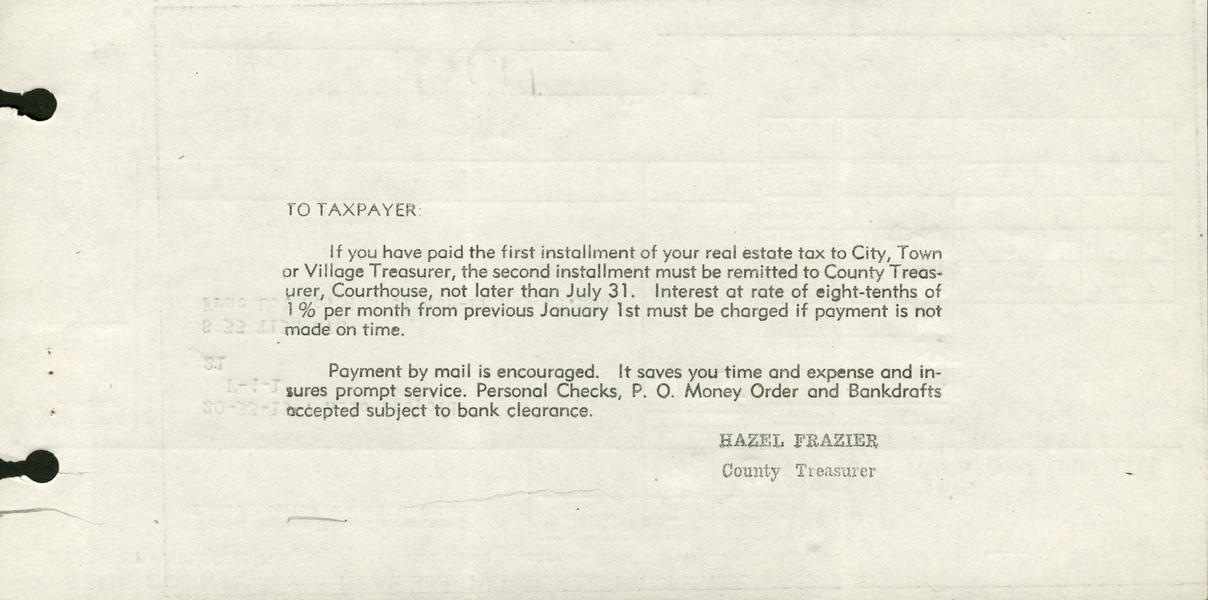 TO TAXPAYER:
If you have paid the first installment of your real estate tax to City, Town
or Village Treasurer, the second installment must be remitted to County Treas-
urer, Courthouse, not later than July 31. Interest at rate of eight-tenths of
1% per month from previous January 1st must be charged if payment is not
made on time.
Payment by mail is encouraged. It saves you time and expense and in-
sures prompt service. Personal Checks, P. O. Money Order and Bankdrafts
accepted subject to bank clearance.
HAZEL FRAZIER
County Treasurer